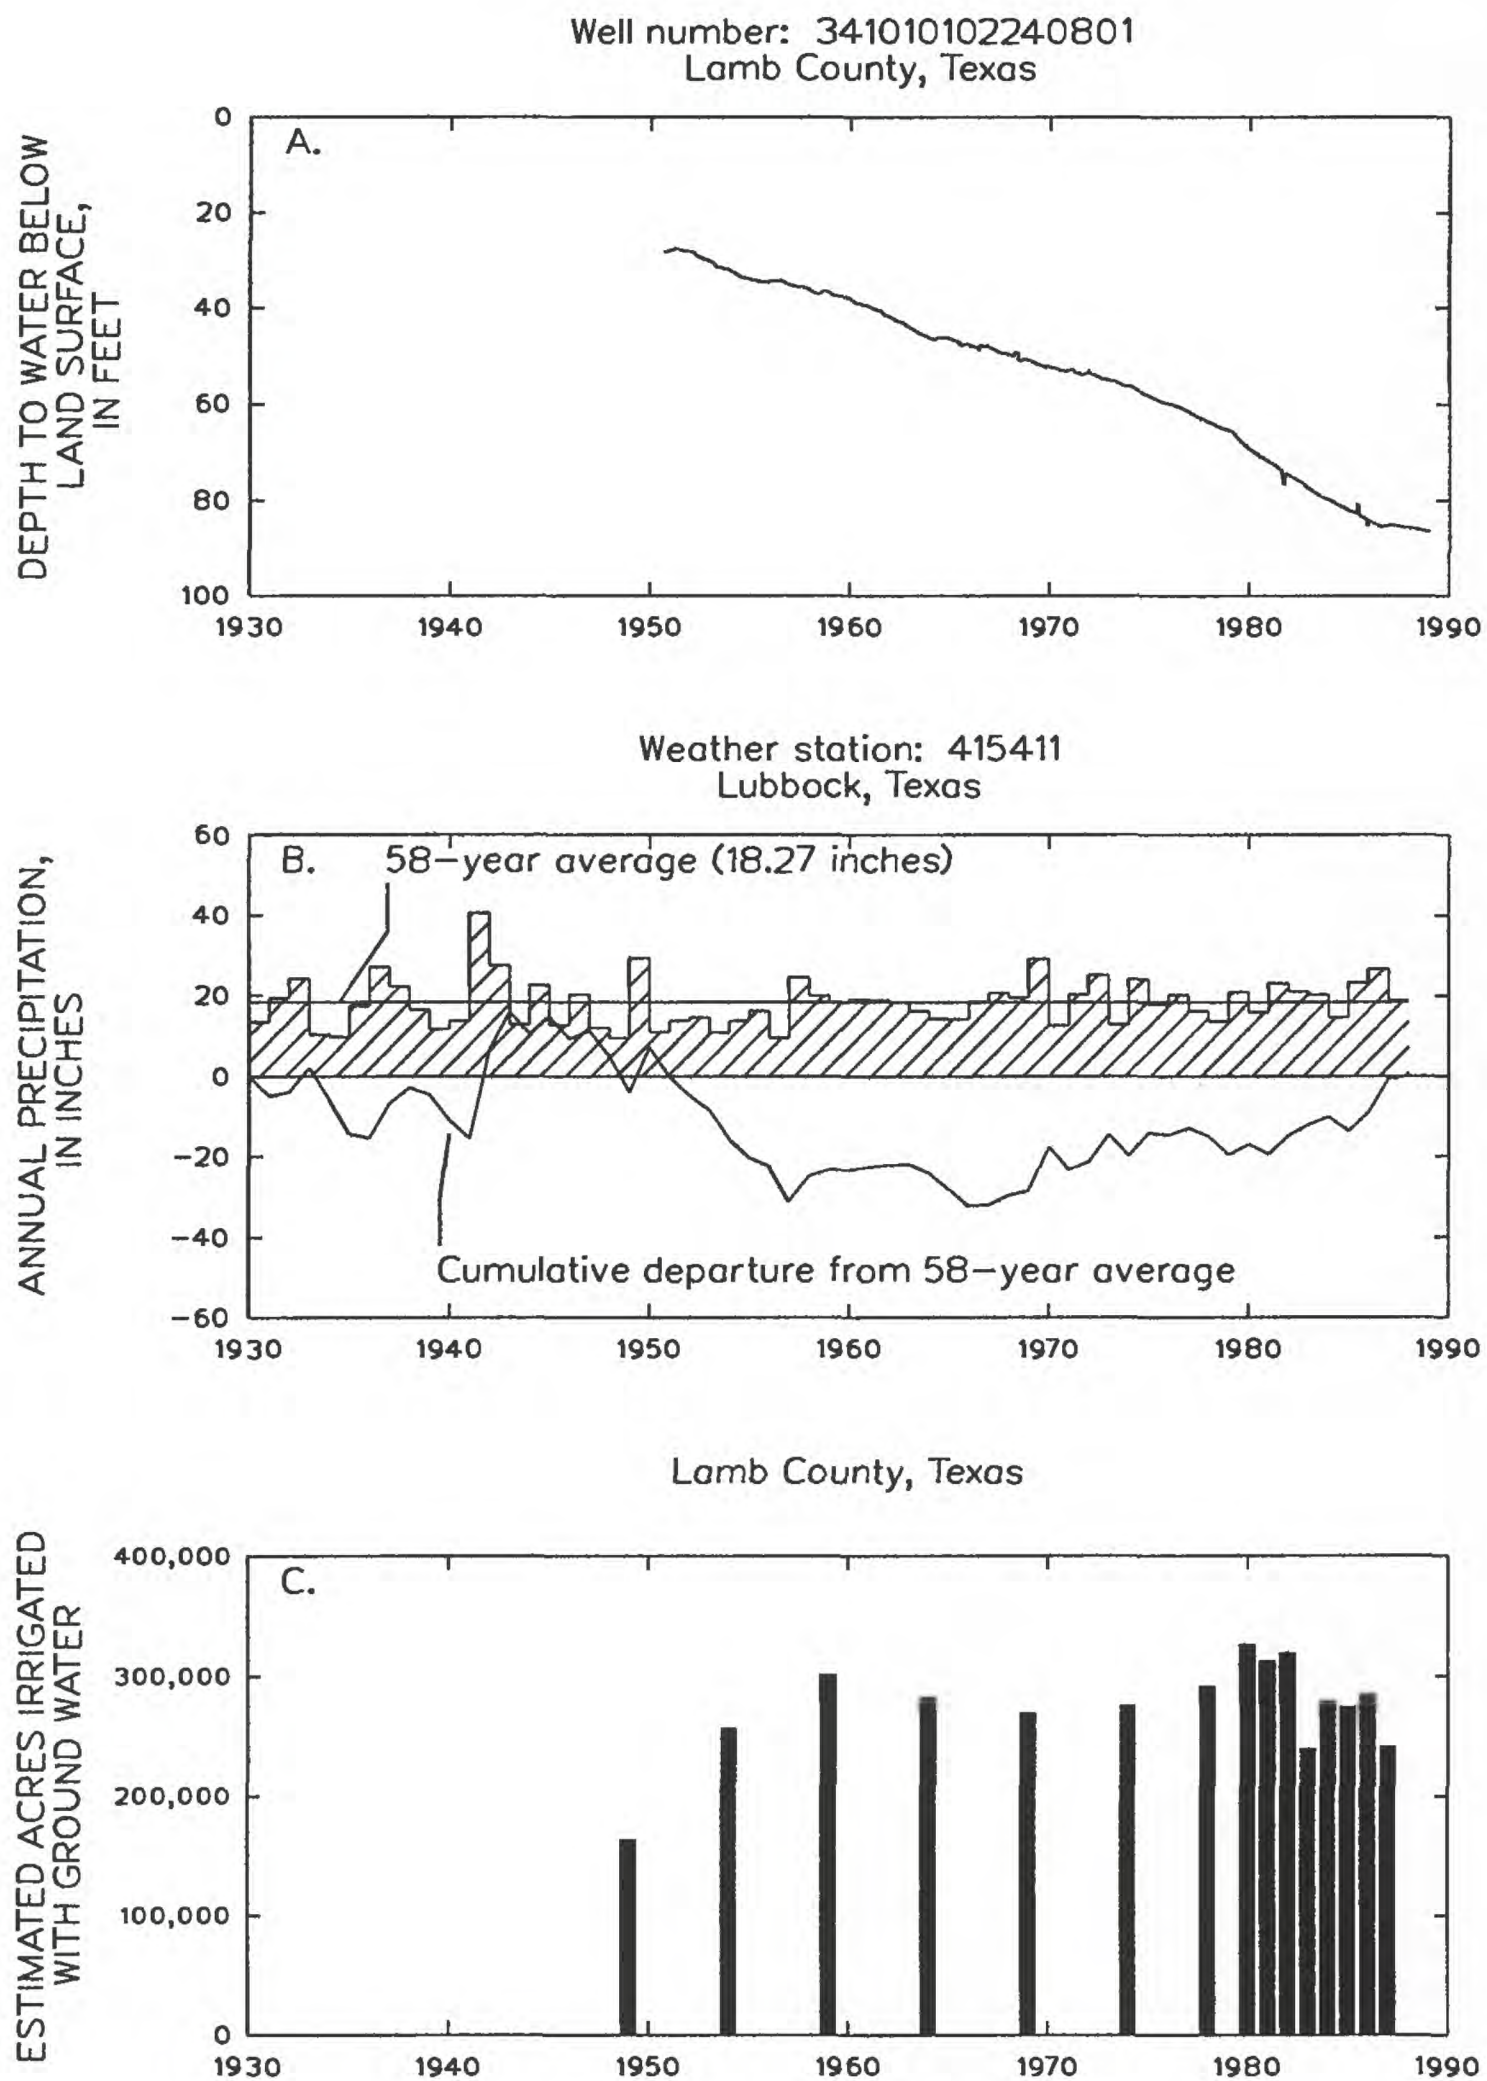 Well number: 341010102240801
Lamb County, Texas
DEPTH TO WATER BELOW
LAND SURFACE,
IN FEET
A.
0
20
40
60
80
100
1930 1940 1950 1960 1970 1980 1990
Weather station: 415411
Lubbock, Texas
ANNUAL PRECIPITATION,
IN INCHES
60
B. 58-year average (18.27 inches)
40
20
0
-20
-40
Cumulative departure from 58-year average
-60
1930 1940 1950 1960 1970 1980 1990
Lamb County, Texas
ESTIMATED ACRES IRRIGATED
WITH GROUND WATER
400,000
C.
300,000
200,000
100,000
0
1930 1940 1950 1960 1970 1980 1990